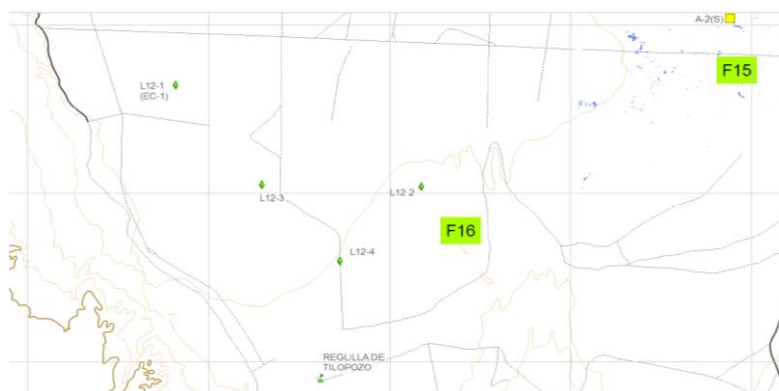 A-2(S)
F15
L12-1
(EC-1)
L12-3
L12-2
F16
L12-4
REGLILLA DE
TILOPOZO